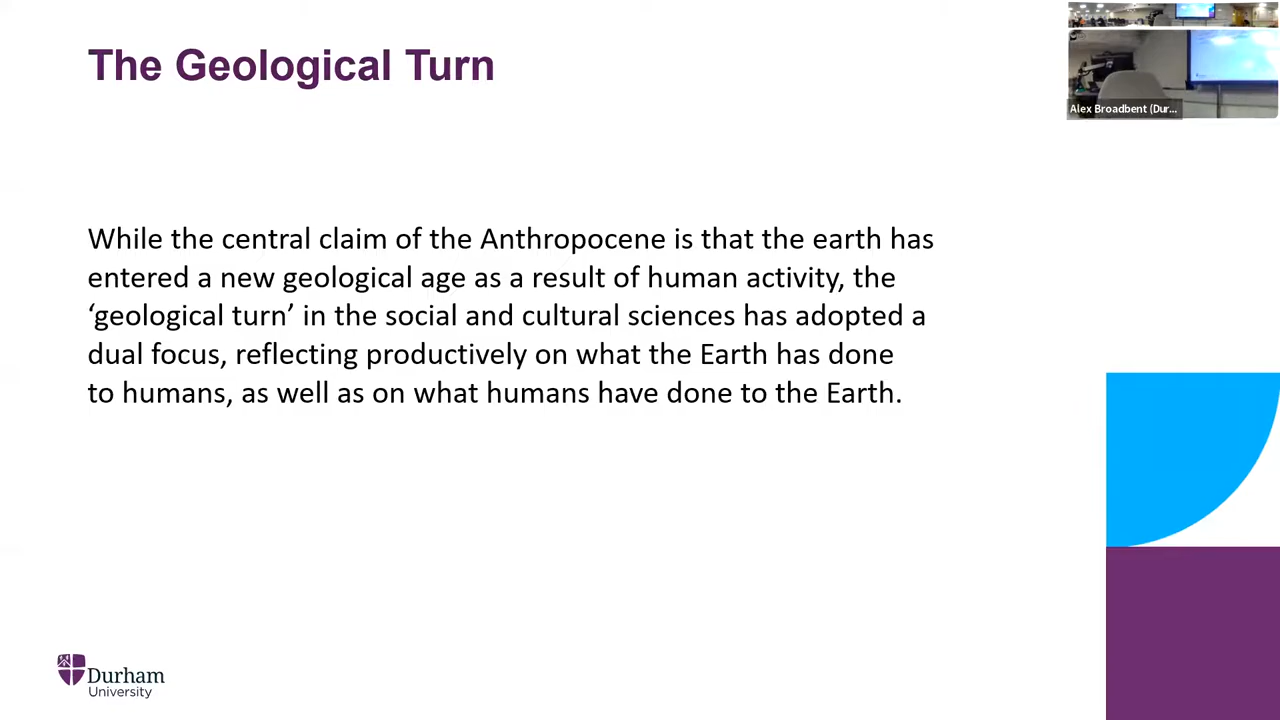 The Geological Turn
Alex Broadbent (Dur...
While the central claim of the Anthropocene is that the earth has
entered a new geological age as a result of human activity, the
‘geological turn’ in the social and cultural sciences has adopted a
dual focus, reflecting productively on what the Earth has done
to humans, as well as on what humans have done to the Earth.
Durham
University